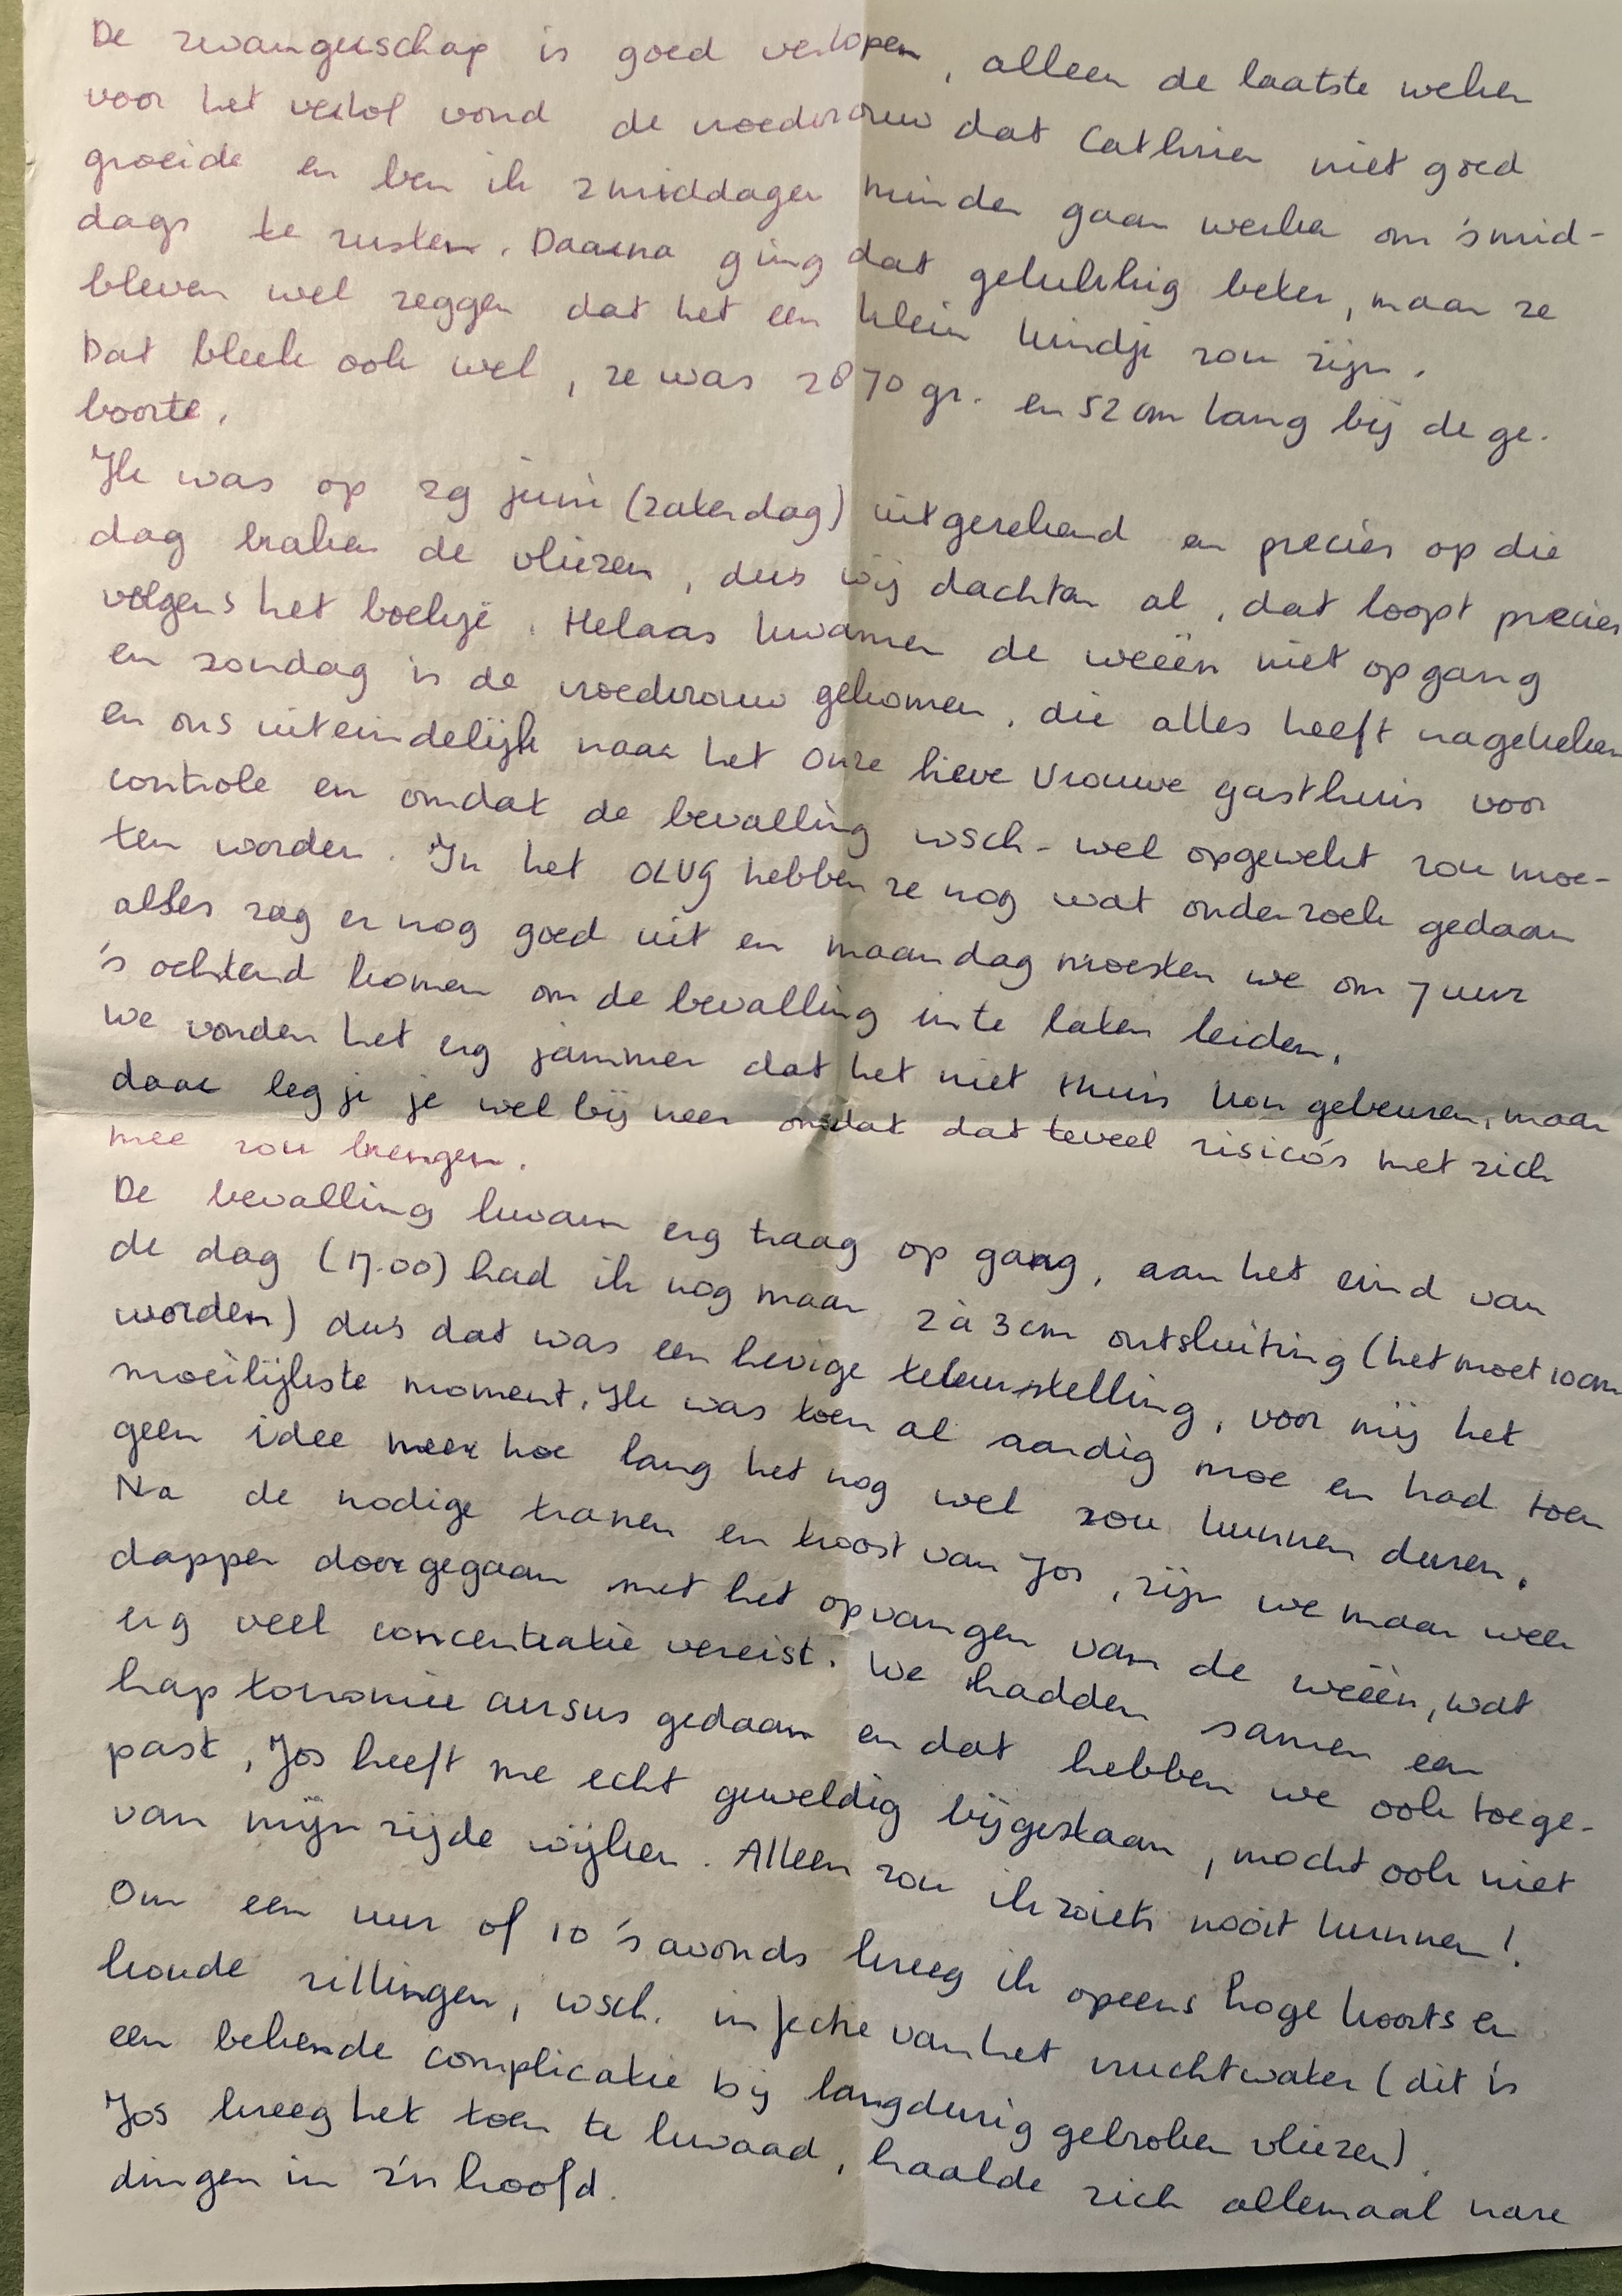 De zwangerschap is goed verlopen, alleen de laatste weken
voor het verlof vond de vroedvrouw dat Cathrien niet goed
groeide en ben ik 2 middagen minder gaan werken om 's mid-
dags te rusten. Daarna ging dat gelukkig beter, maar ze
bleven wel zeggen dat het een klein kindje zou zijn.
Dat bleek ook wel, ze was 2870 gr. en 52 cm lang bij de ge-
boorte.
Ik was op 29 juni (zaterdag) uitgerekend en precies op die
dag braken de vliezen, dus wij dachten al, dat loopt precies
volgens het boekje. Helaas kwamen de weeën niet op gang
en zondag is de vroedvrouw gekomen, die alles heeft nagekeken
en ons uiteindelijk naar het Onze Lieve Vrouwe gasthuis voor
controle en omdat de bevalling wsch. wel opgewekt zou moe-
ten worden. In het OLVG hebben ze nog wat onderzoek gedaan
alles zag er nog goed uit en maandag moesten we om 7 uur
's ochtend komen om de bevalling in te laten leiden.
We vonden het erg jammer dat het niet thuis kon gebeuren, maar
daar leg je je wel bij neer omdat dat teveel risico's met zich
mee zou brengen.
De bevalling kwam erg traag op gang, aan het eind van
de dag (17.00) had ik nog maar 2 à 3 cm ontsluiting (het moet 10 cm
worden) dus dat was een hevige teleurstelling, voor mij het
moeilijkste moment. Ik was toen al aardig moe en had toen
geen idee meer hoe lang het nog wel zou kunnen duren.
Na de nodige tranen en troost van Jos, zijn we maar weer
dapper doorgegaan met het opvangen van de weeën, wat
erg veel concentratie vereist. We hadden samen een
haptonomie cursus gedaan en dat hebben we ook toege-
past, Jos heeft me echt geweldig bijgestaan, mocht ook niet
van mijn zijde wijken. Alleen zou ik zoiets nooit kunnen!
Om een uur of 10 's avonds kreeg ik opeens hoge koorts en
koude rillingen, wsch. infectie van het vruchtwater (dit is
een bekende complicatie bij langdurig gebroken vliezen).
Jos kreeg het toen te kwaad, haalde zich allemaal nare
dingen in z'n hoofd.